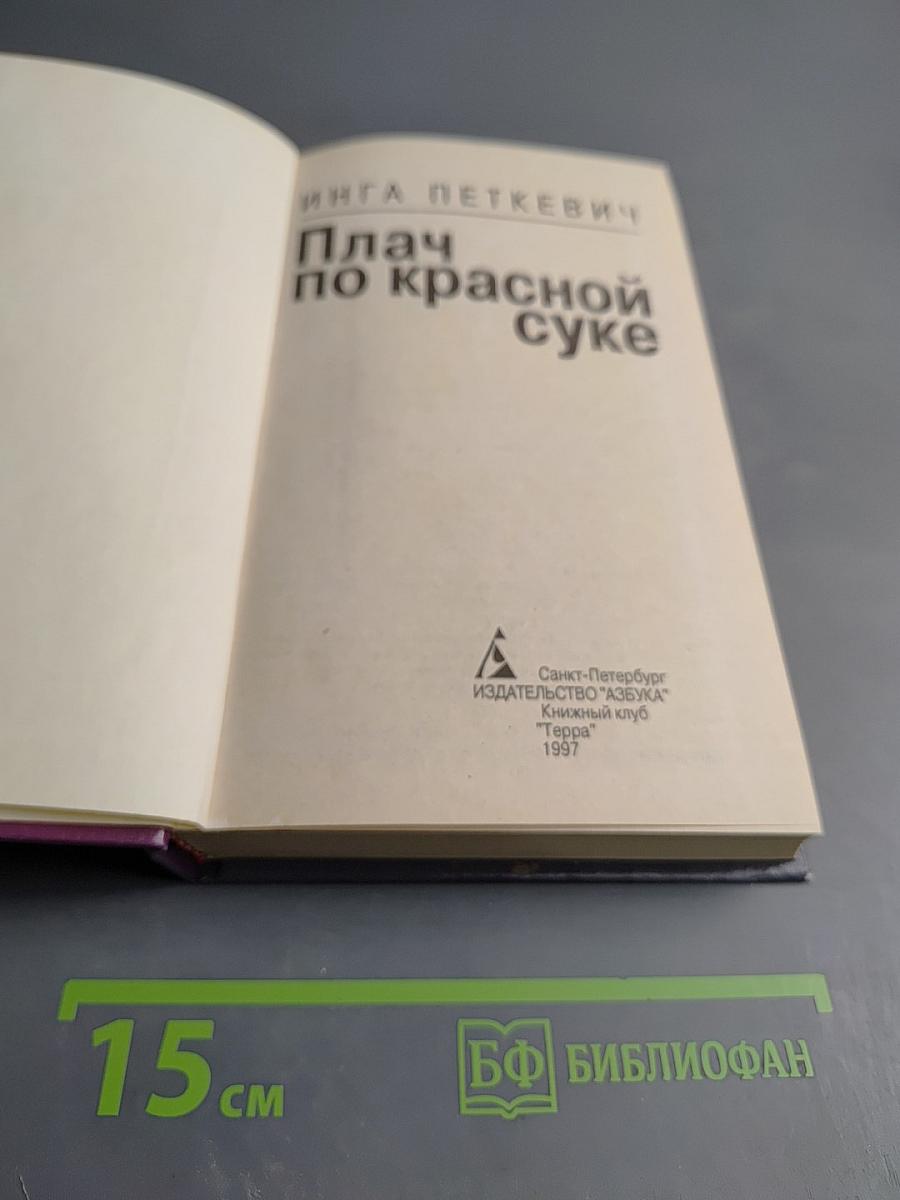 ИНГА ПЕТКЕВИЧ
Плач
по красной
суке
Санкт-Петербург
ИЗДАТЕЛЬСТВО "АЗБУКА"
Книжный клуб
"Терра"
1997
15 см
БФ БИБЛИОФАН